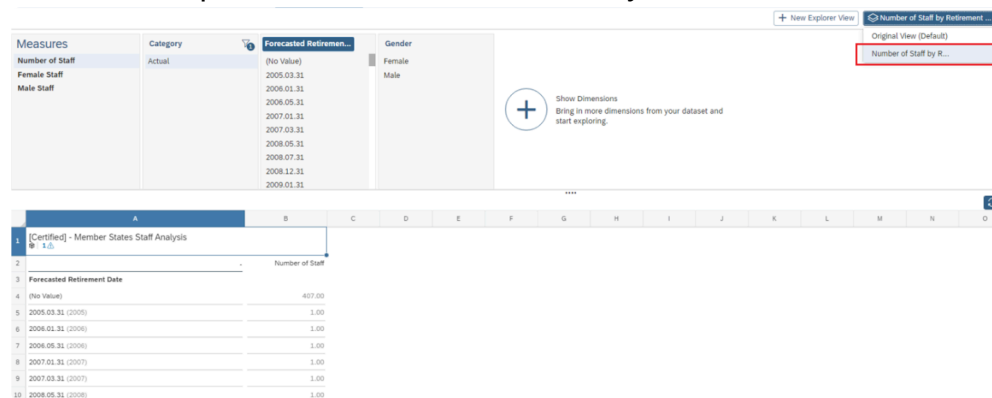 + New Explorer View
Number of Staff by Retirement ...
Original View (Default)
Number of Staff by R...
Measures
Number of Staff
Female Staff
Male Staff
Category
1
Actual
Forecasted Retiremen...
(No Value)
2005.03.31
2006.01.31
2006.05.31
2007.01.31
2007.03.31
2008.05.31
2008.07.31
2008.12.31
2009.01.31
Gender
Female
Male
Show Dimensions
Bring in more dimensions from your dataset and
start exploring.
A B C D E F G H I J K L M N O
1 [Certified] - Member States Staff Analysis
1
2 Number of Staff
3 Forecasted Retirement Date
4 (No Value) 407.00
5 2005.03.31 (2005) 1.00
6 2006.01.31 (2006) 1.00
7 2006.05.31 (2006) 1.00
8 2007.01.31 (2007) 1.00
9 2007.03.31 (2007) 1.00
10 2008.05.31 (2008) 1.00